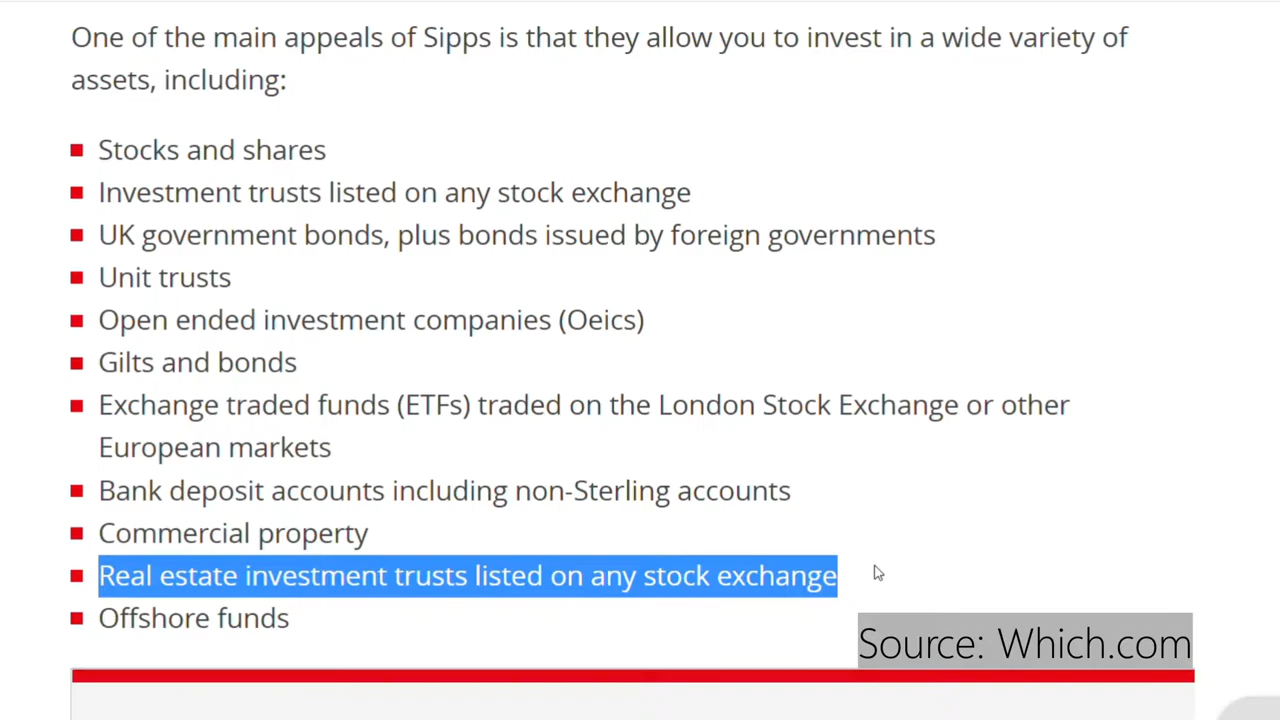 One of the main appeals of Sipps is that they allow you to invest in a wide variety of
assets, including:
Stocks and shares
Investment trusts listed on any stock exchange
UK government bonds, plus bonds issued by foreign governments
Unit trusts
Open ended investment companies (Oeics)
Gilts and bonds
Exchange traded funds (ETFs) traded on the London Stock Exchange or other
European markets
Bank deposit accounts including non-Sterling accounts
Commercial property
Real estate investment trusts listed on any stock exchange
Offshore funds
Source: Which.com